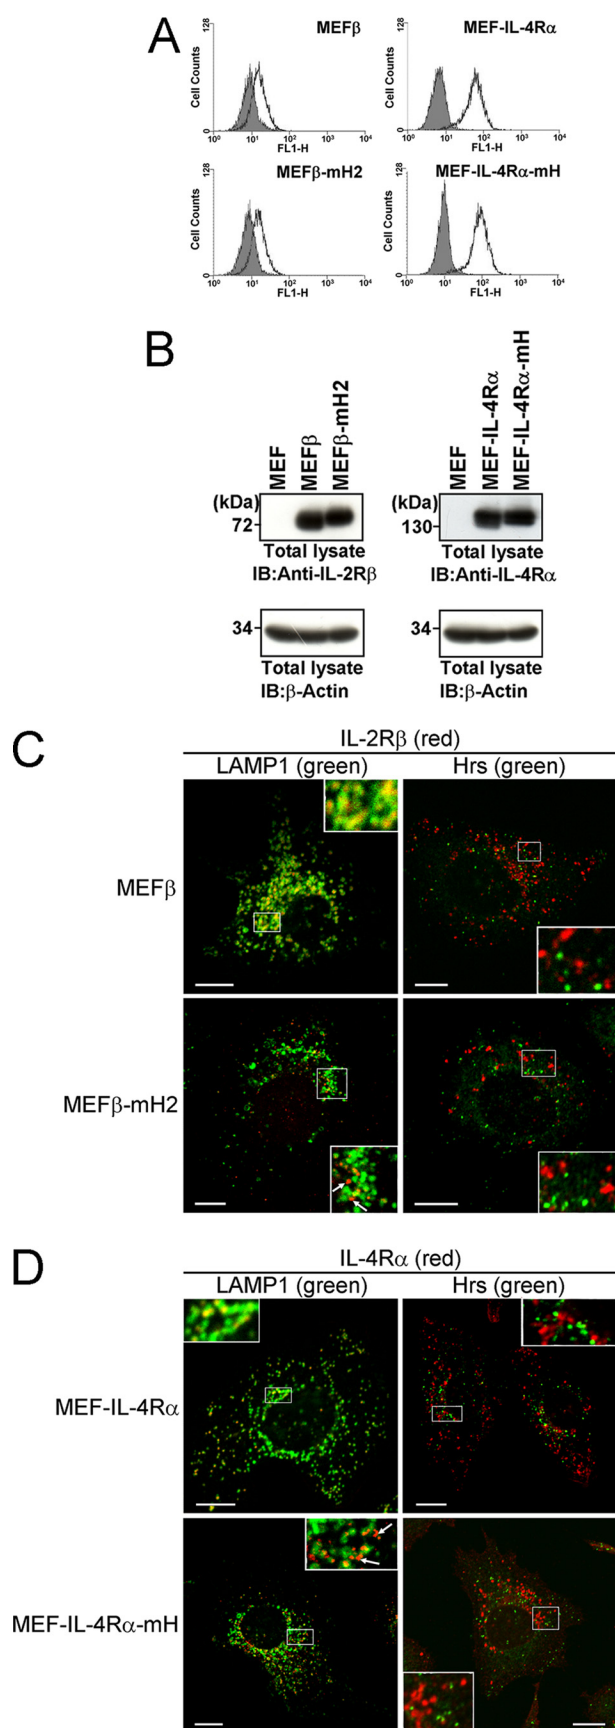 A
MEFβ
MEF-IL-4Rα
128
Cell Counts
0
10⁰ 10¹ 10² 10³ 10⁴
FL1-H
128
Cell Counts
0
10⁰ 10¹ 10² 10³ 10⁴
FL1-H
MEFβ-mH2
MEF-IL-4Rα-mH
128
Cell Counts
0
10⁰ 10¹ 10² 10³ 10⁴
FL1-H
128
Cell Counts
0
10⁰ 10¹ 10² 10³ 10⁴
FL1-H
B
MEF
MEFβ
MEFβ-mH2
(kDa)
72
Total lysate
IB:Anti-IL-2Rβ
34
Total lysate
IB:β-Actin
MEF
MEF-IL-4Rα
MEF-IL-4Rα-mH
(kDa)
130
Total lysate
IB:Anti-IL-4Rα
34
Total lysate
IB:β-Actin
C
IL-2Rβ (red)
LAMP1 (green) Hrs (green)
MEFβ
MEFβ-mH2
D
IL-4Rα (red)
LAMP1 (green) Hrs (green)
MEF-IL-4Rα
MEF-IL-4Rα-mH